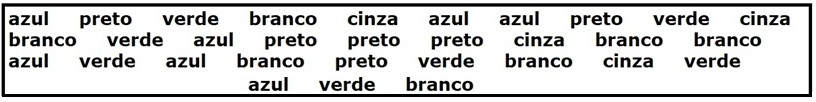 azul preto verde branco cinza azul azul preto verde cinza
branco verde azul preto preto preto cinza branco branco
azul verde azul branco preto verde branco cinza verde
azul verde branco